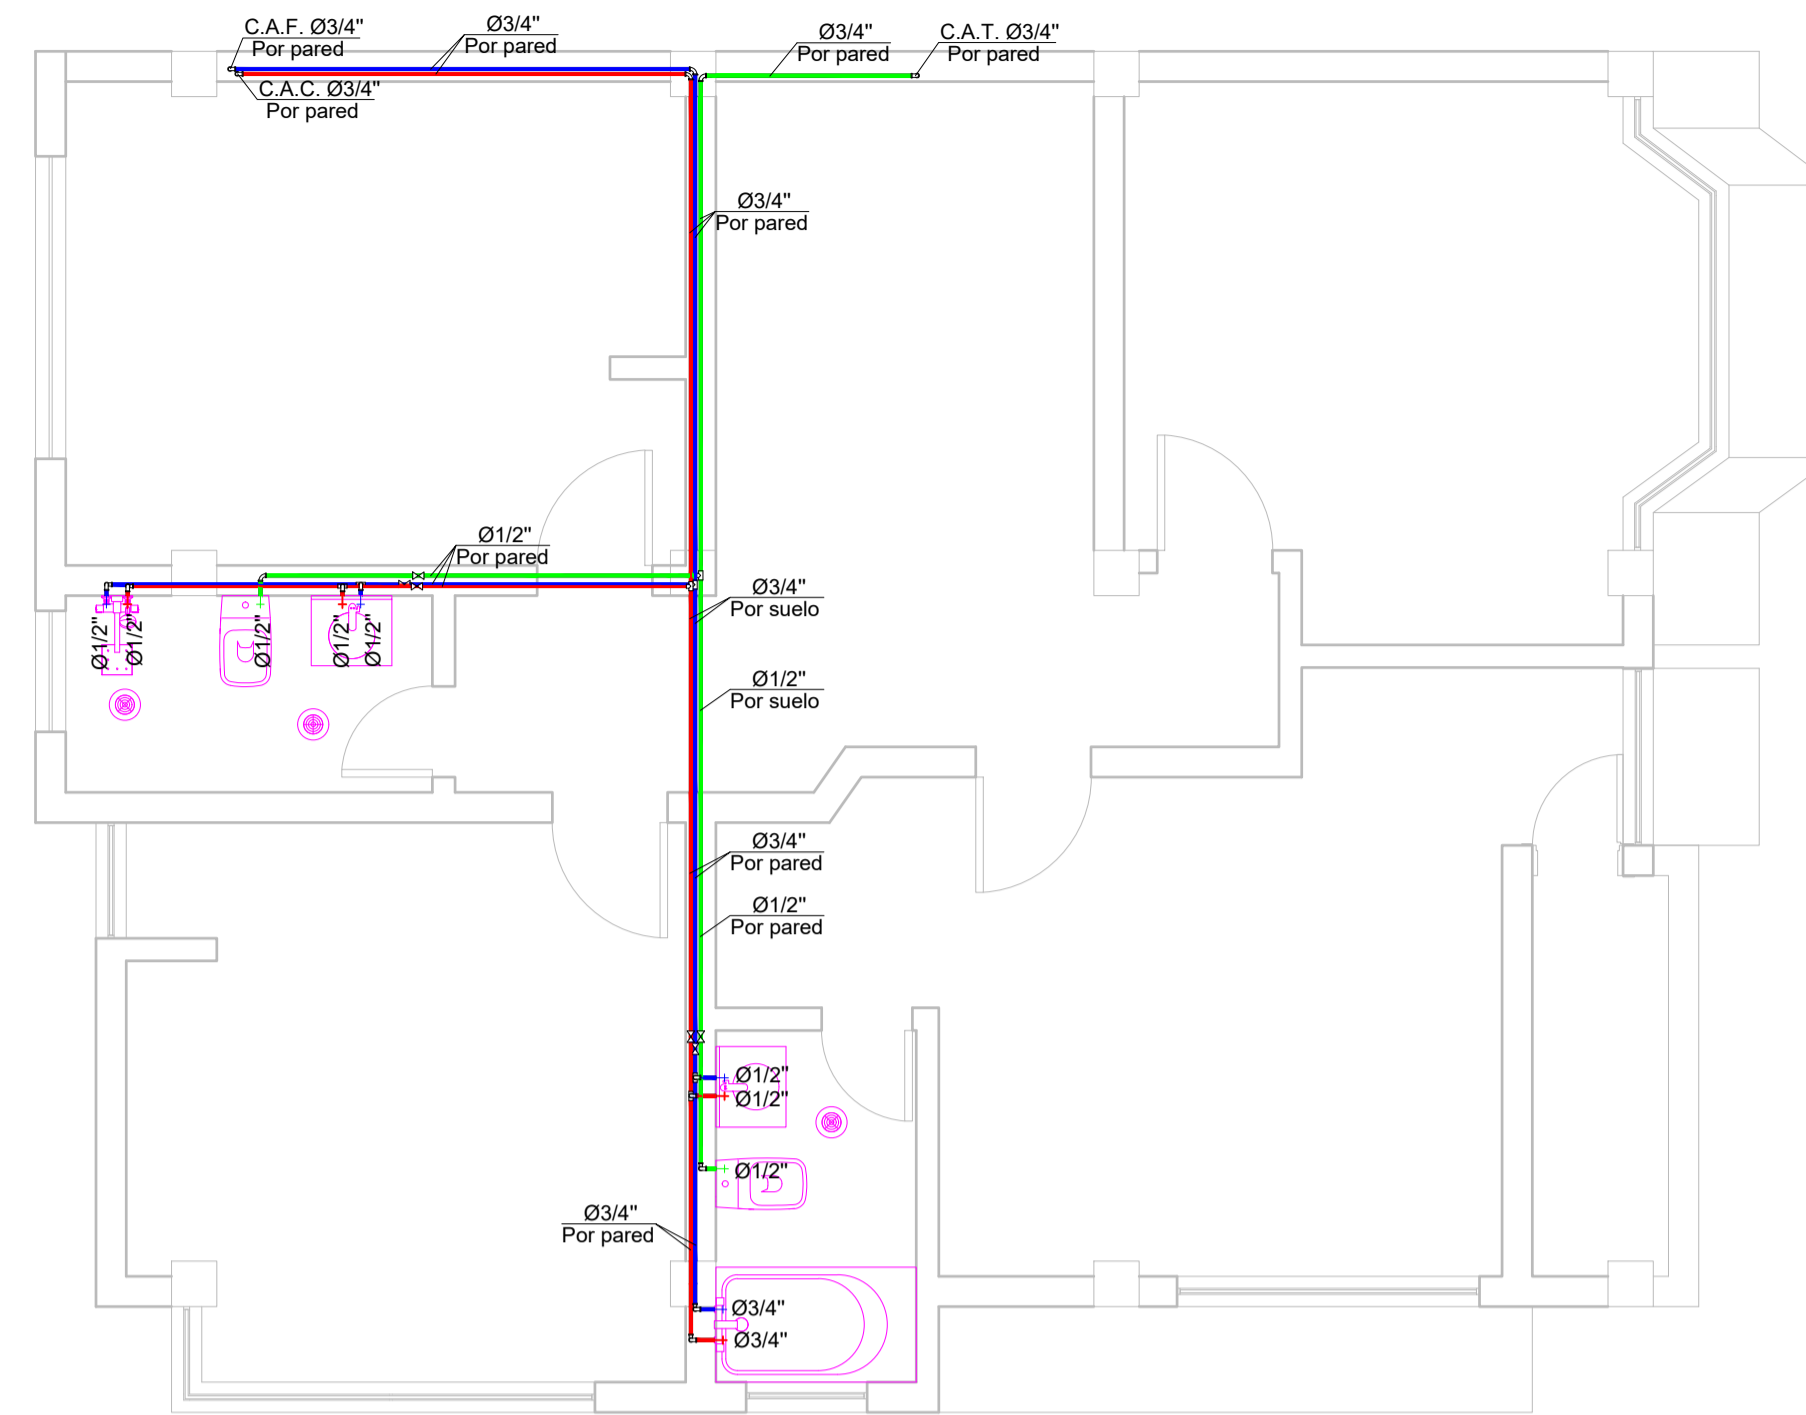 C.A.F. Ø3/4"
Por pared
Ø3/4"
Por pared
Ø3/4"
Por pared
C.A.T. Ø3/4"
Por pared
C.A.C. Ø3/4"
Por pared
Ø3/4"
Por pared
Ø1/2"
Por pared
Ø3/4"
Por suelo
Ø1/2"
Ø1/2"
Ø1/2"
Ø1/2"
Ø1/2"
Ø1/2"
Por suelo
Ø3/4"
Por pared
Ø1/2"
Por pared
Ø1/2"
Ø1/2"
Ø1/2"
Ø3/4"
Por pared
Ø3/4"
Ø3/4"